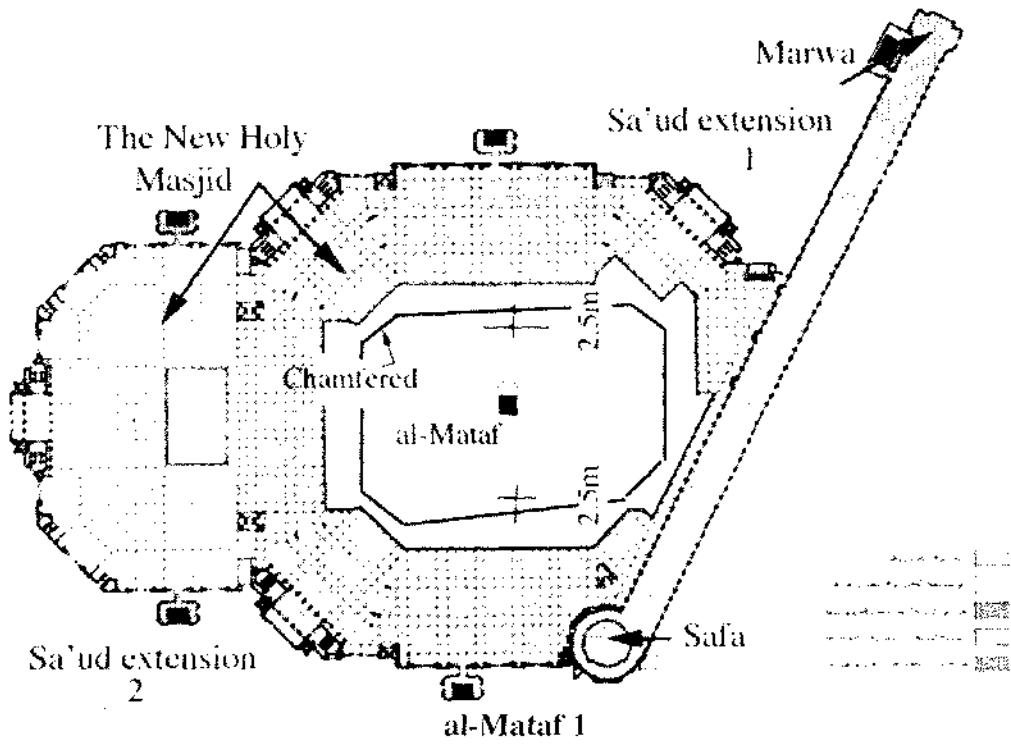 Marwa
Sa'ud extension
1
The New Holy
Masjid
2.5m
Chamfered
al-Mataf
2.5m
Safa
Sa'ud extension
2
al-Mataf 1